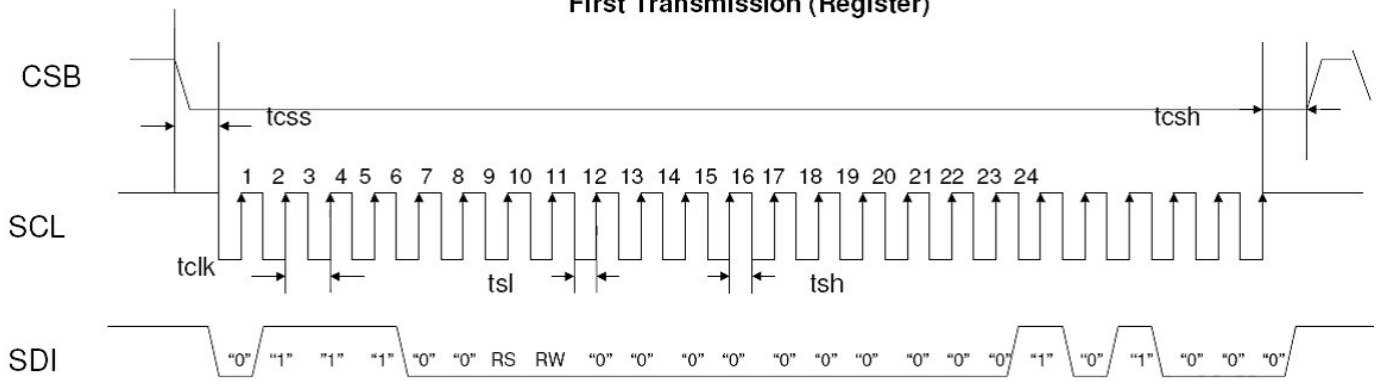 First Transmission (Register)
CSB
tcss
tcsh
1 2 3 4 5 6 7 8 9 10 11 12 13 14 15 16 17 18 19 20 21 22 23 24
SCL
tclk
tsl
tsh
SDI
“0” “1” ”1” “1” “0” “0” RS RW “0” “0” “0” “0” “0” “0” “0” “0” “0” “0” “1” “0” “1” “0” “0” “0”